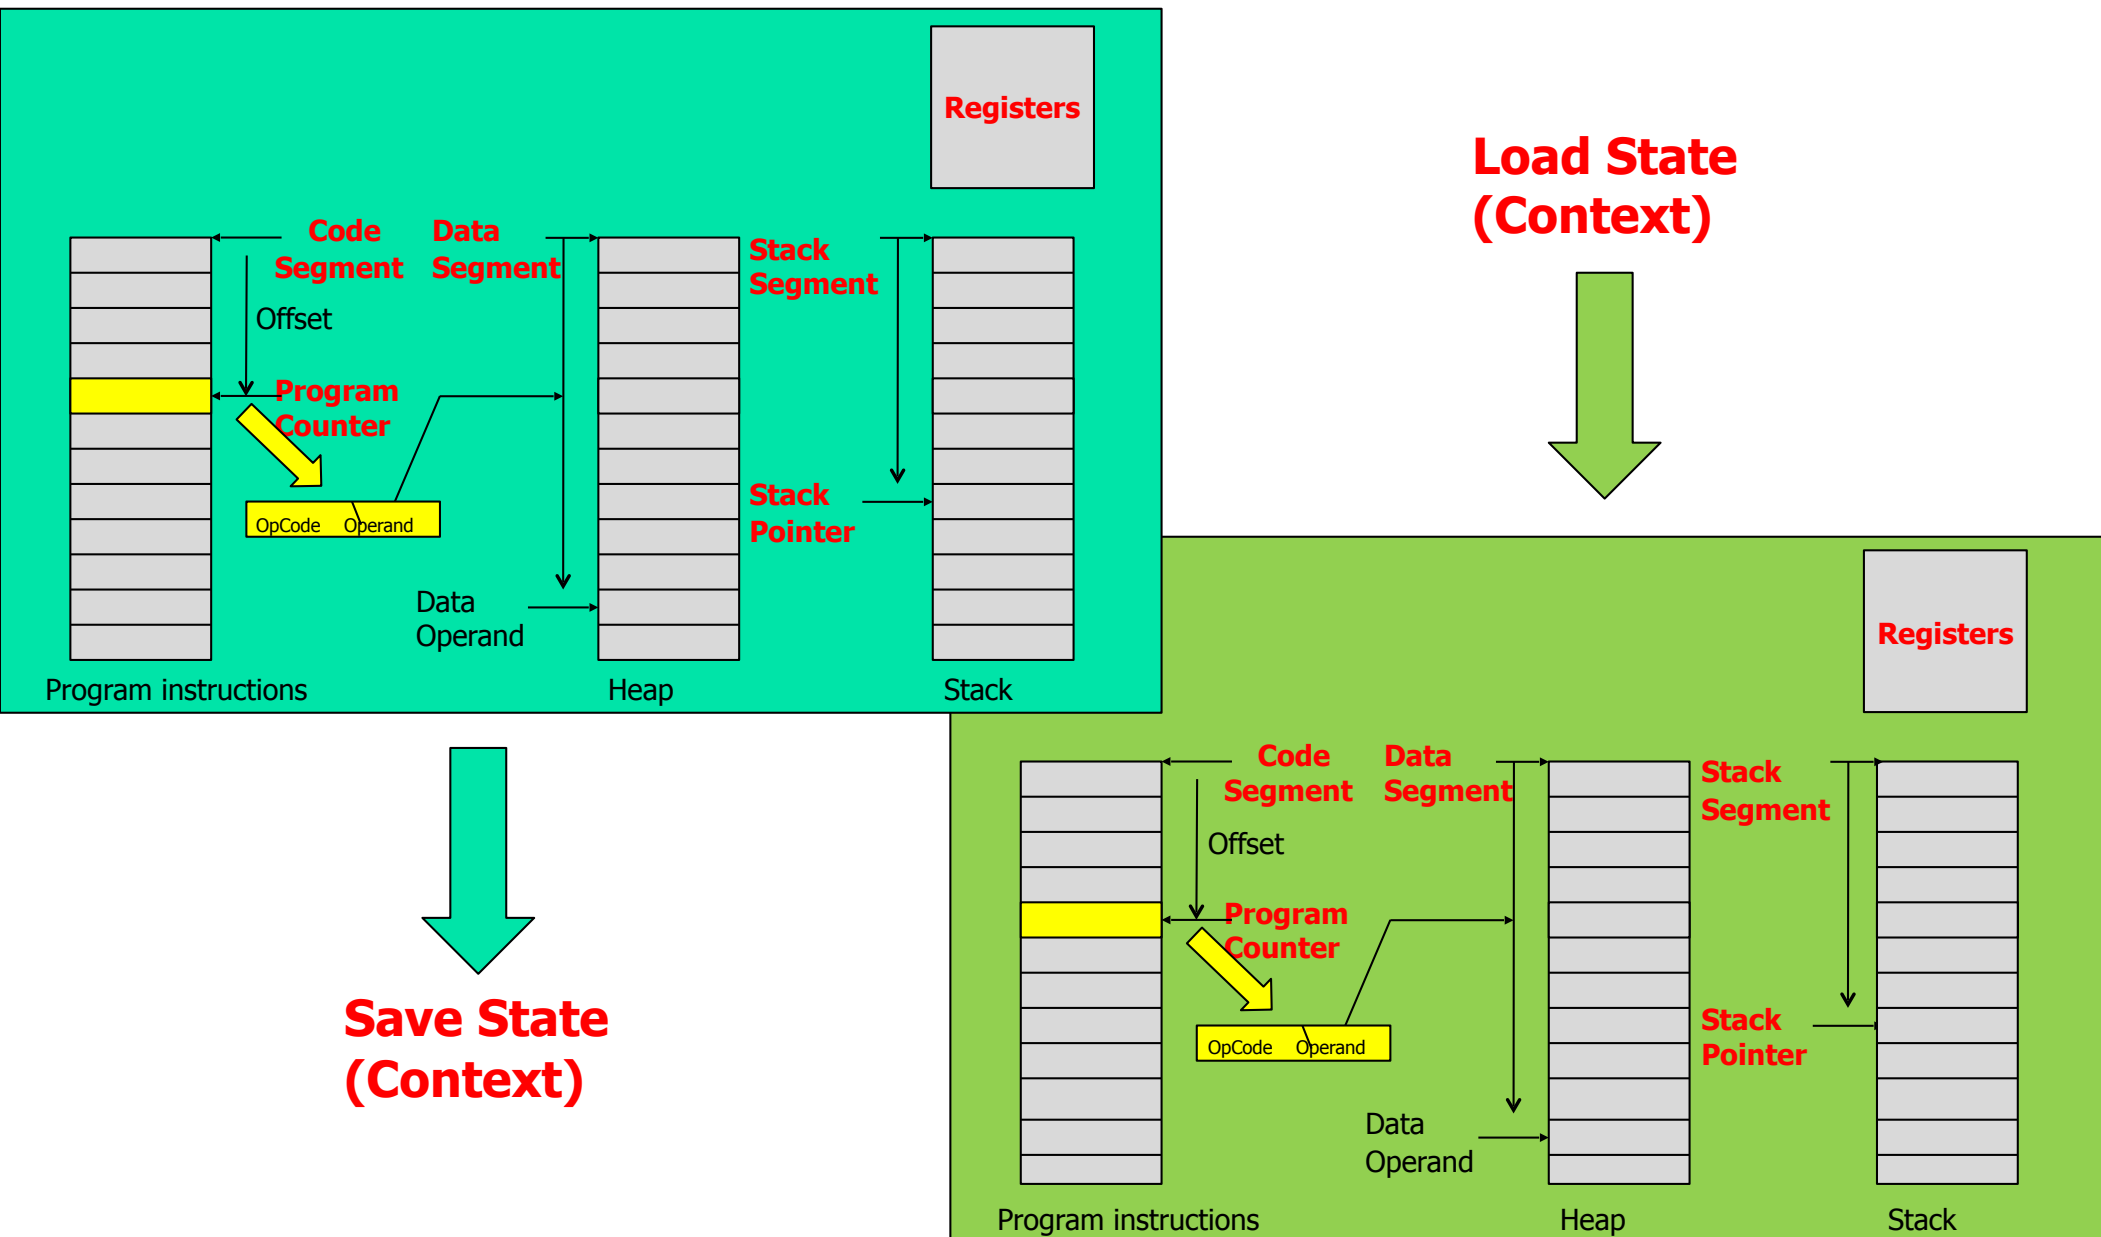 Registers
Load State
(Context)
Code
Segment
Data
Segment
Stack
Segment
Offset
Program
Counter
OpCode
Operand
Stack
Pointer
Data
Operand
Program instructions
Heap
Stack
Save State
(Context)
Registers
Code
Segment
Data
Segment
Stack
Segment
Offset
Program
Counter
OpCode
Operand
Stack
Pointer
Data
Operand
Program instructions
Heap
Stack